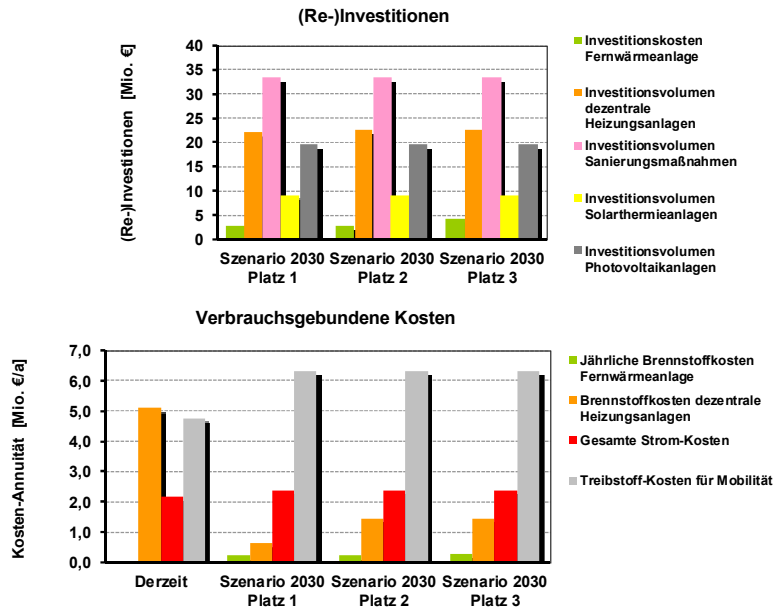 (Re-)Investitionen
(Re-)Investitionen [Mio. €]
40
35
30
25
20
15
10
5
0
Szenario 2030
Platz 1
Szenario 2030
Platz 2
Szenario 2030
Platz 3
Investitionskosten
Fernwärmeanlage
Investitionsvolumen
dezentrale
Heizungsanlagen
Investitionsvolumen
Sanierungsmaßnahmen
Investitionsvolumen
Solarthermieanlagen
Investitionsvolumen
Photovoltaikanlagen
Verbrauchsgebundene Kosten
Kosten-Annuität [Mio. €/a]
7,0
6,0
5,0
4,0
3,0
2,0
1,0
0,0
Derzeit
Szenario 2030
Platz 1
Szenario 2030
Platz 2
Szenario 2030
Platz 3
Jährliche Brennstoffkosten
Fernwärmeanlage
Brennstoffkosten dezentrale
Heizungsanlagen
Gesamte Strom-Kosten
Treibstoff-Kosten für Mobilität